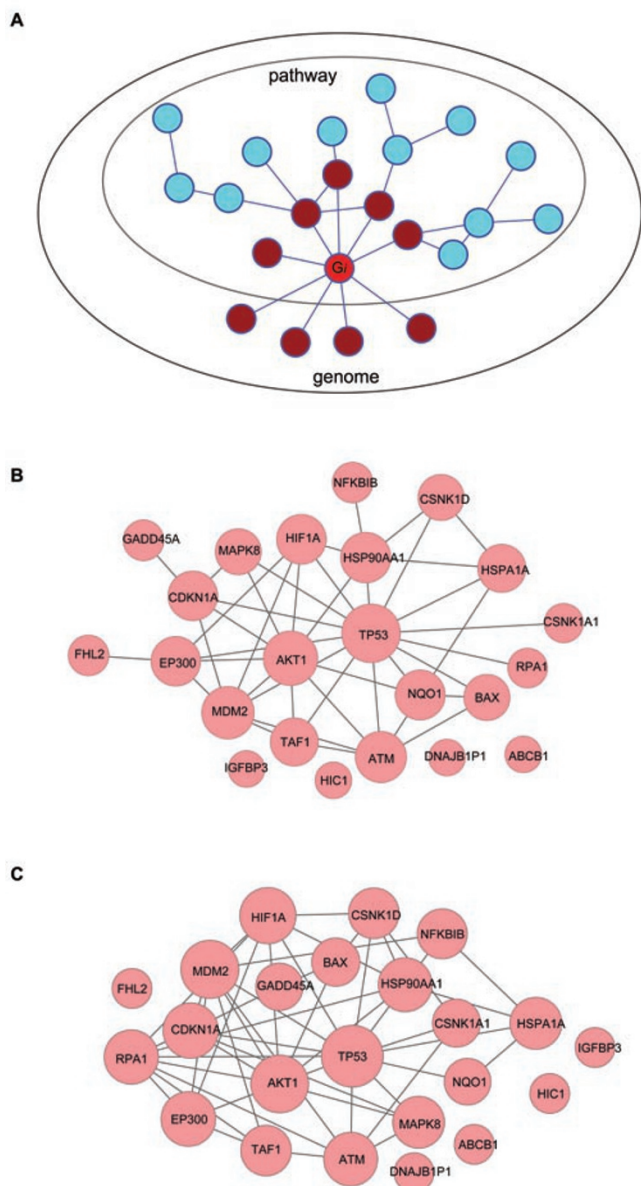 A
pathway
Gi
genome
B
NFKBIB
CSNK1D
GADD45A
MAPK8
HIF1A
HSP90AA1
HSPA1A
CDKN1A
CSNK1A1
TP53
FHL2
EP300
AKT1
RPA1
NQO1
BAX
MDM2
TAF1
ATM
DNAJB1P1
ABCB1
IGFBP3
HIC1
C
HIF1A
CSNK1D
NFKBIB
MDM2
BAX
FHL2
GADD45A
HSP90AA1
CDKN1A
CSNK1A1
HSPA1A
RPA1
TP53
IGFBP3
AKT1
NQO1
HIC1
EP300
MAPK8
TAF1
ATM
ABCB1
DNAJB1P1